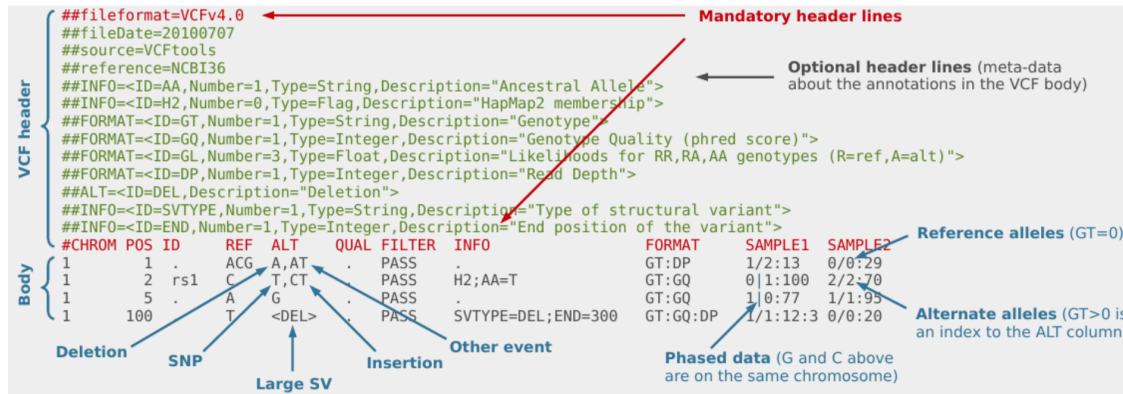 ##fileformat=VCFv4.0
Mandatory header lines
##fileDate=20100707
##source=VCFtools
##reference=NCBI36
Optional header lines (meta-data
about the annotations in the VCF body)
##INFO=<ID=AA,Number=1,Type=String,Description="Ancestral Allele">
##INFO=<ID=H2,Number=0,Type=Flag,Description="HapMap2 membership">
##FORMAT=<ID=GT,Number=1,Type=String,Description="Genotype">
##FORMAT=<ID=GQ,Number=1,Type=Integer,Description="Genotype Quality (phred score)">
##FORMAT=<ID=GL,Number=3,Type=Float,Description="Likelihoods for RR,RA,AA genotypes (R=ref,A=alt)">
##FORMAT=<ID=DP,Number=1,Type=Integer,Description="Read Depth">
##ALT=<ID=DEL,Description="Deletion">
##INFO=<ID=SVTYPE,Number=1,Type=String,Description="Type of structural variant">
##INFO=<ID=END,Number=1,Type=Integer,Description="End position of the variant">
VCF header
#CHROM POS ID REF ALT QUAL FILTER INFO FORMAT SAMPLE1 SAMPLE2
1 1 . ACG A,AT . PASS . GT:DP 1/2:13 0/0:29
1 2 rs1 C T,CT . PASS H2;AA=T GT:GQ 0|1:100 2/2:70
1 5 . A G . PASS . GT:GQ 1|0:77 1/1:95
1 100 T <DEL> . PASS SVTYPE=DEL;END=300 GT:GQ:DP 1/1:12:3 0/0:20
Body
Reference alleles (GT=0)
Alternate alleles (GT>0 is
an index to the ALT column
Deletion
SNP
Large SV
Insertion
Other event
Phased data (G and C above
are on the same chromosome)